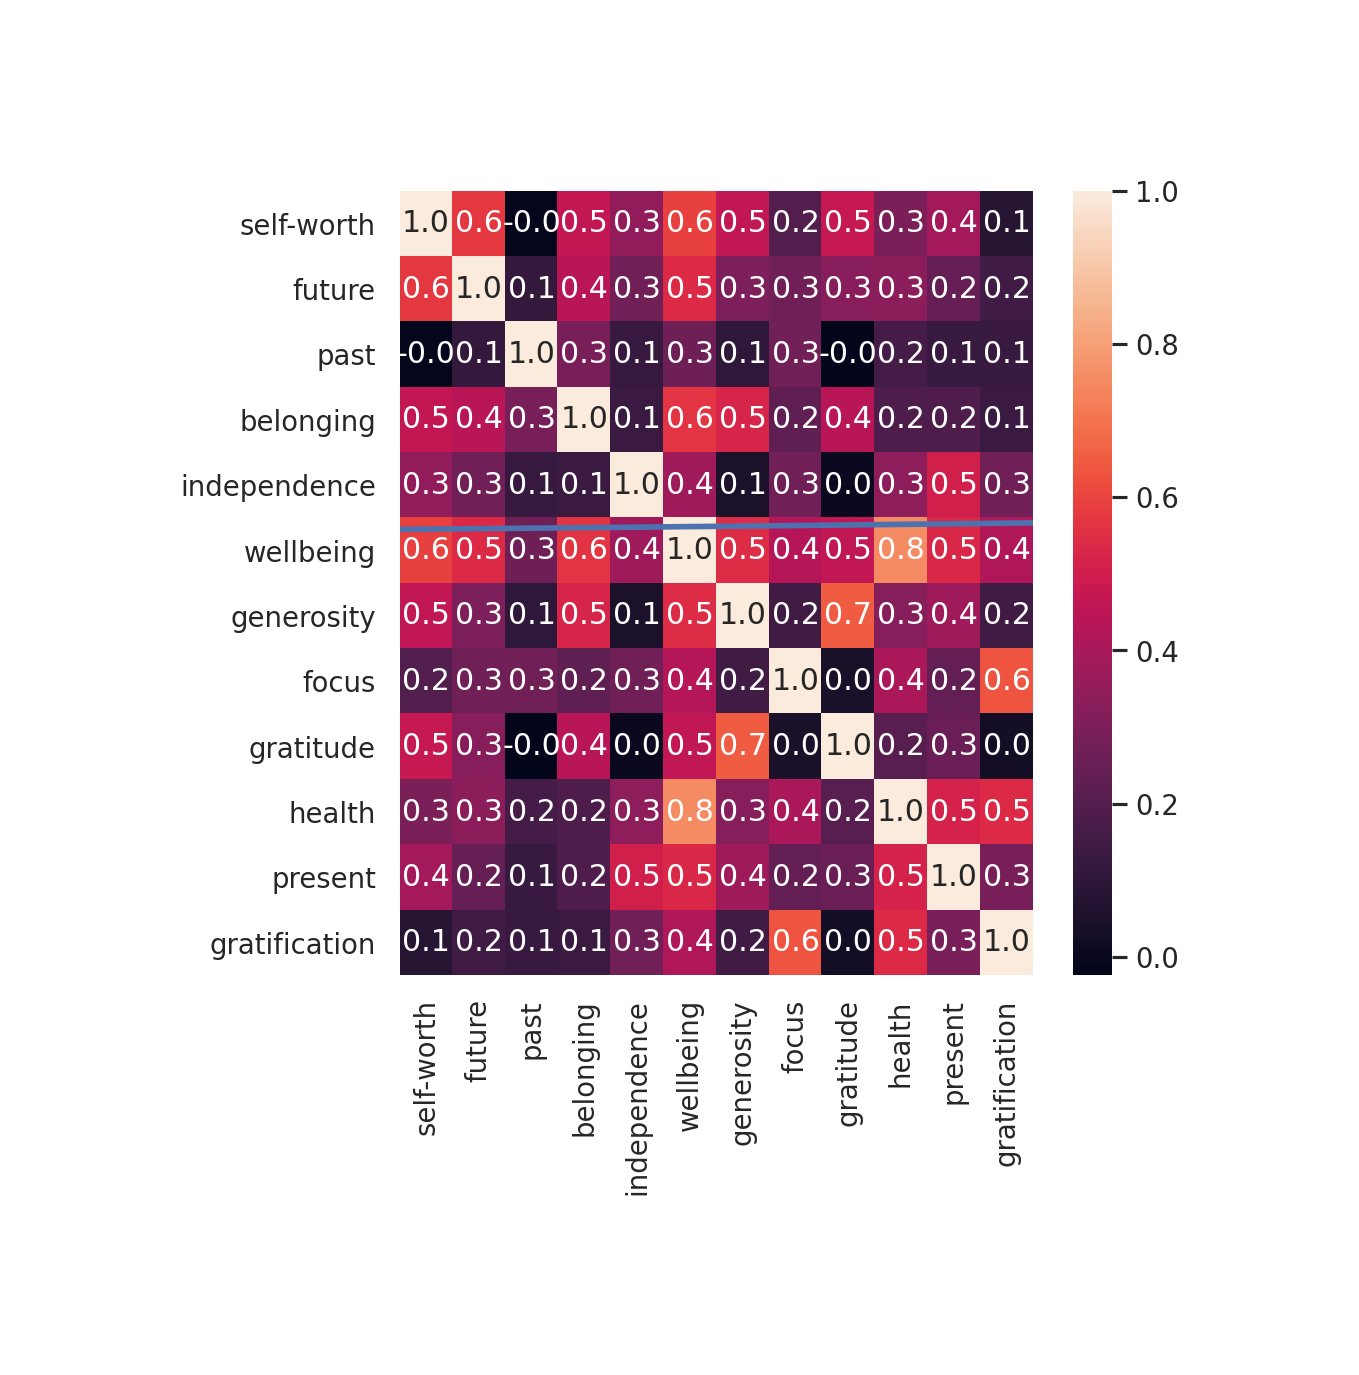 self-worth 1.0 0.6 -0.0 0.5 0.3 0.6 0.5 0.2 0.5 0.3 0.4 0.1
future 0.6 1.0 0.1 0.4 0.3 0.5 0.3 0.3 0.3 0.3 0.2 0.2
past -0.0 0.1 1.0 0.3 0.1 0.3 0.1 0.3 -0.0 0.2 0.1 0.1
belonging 0.5 0.4 0.3 1.0 0.1 0.6 0.5 0.2 0.4 0.2 0.2 0.1
independence 0.3 0.3 0.1 0.1 1.0 0.4 0.1 0.3 0.0 0.3 0.5 0.3
wellbeing 0.6 0.5 0.3 0.6 0.4 1.0 0.5 0.4 0.5 0.8 0.5 0.4
generosity 0.5 0.3 0.1 0.5 0.1 0.5 1.0 0.2 0.7 0.3 0.4 0.2
focus 0.2 0.3 0.3 0.2 0.3 0.4 0.2 1.0 0.0 0.4 0.2 0.6
gratitude 0.5 0.3 -0.0 0.4 0.0 0.5 0.7 0.0 1.0 0.2 0.3 0.0
health 0.3 0.3 0.2 0.2 0.3 0.8 0.3 0.4 0.2 1.0 0.5 0.5
present 0.4 0.2 0.1 0.2 0.5 0.5 0.4 0.2 0.3 0.5 1.0 0.3
gratification 0.1 0.2 0.1 0.1 0.3 0.4 0.2 0.6 0.0 0.5 0.3 1.0
self-worth
future
past
belonging
independence
wellbeing
generosity
focus
gratitude
health
present
gratification
1.0
0.8
0.6
0.4
0.2
0.0